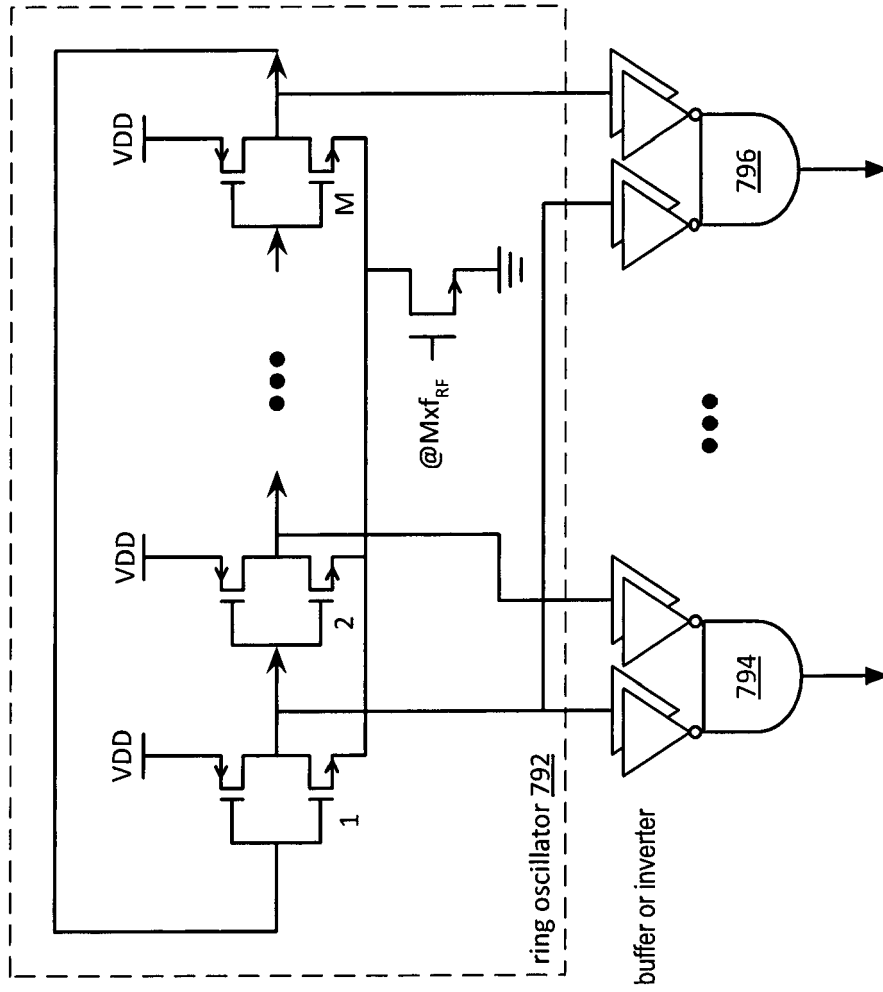 VDD
VDD
VDD
1
2
M
@Mxf_RF
ring oscillator 792
buffer or inverter
794
796